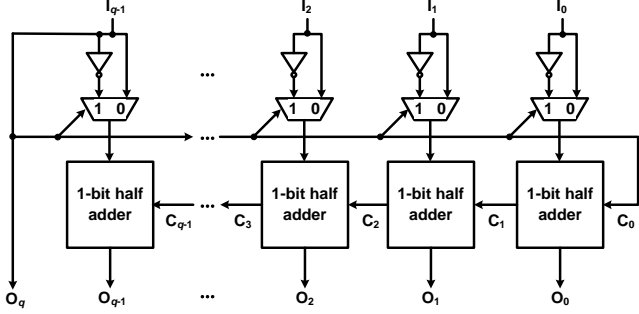 I_{q-1} ... I_2 I_1 I_0
1 0 ... 1 0 1 0 1 0
...
1-bit half adder 1-bit half adder 1-bit half adder 1-bit half adder
C_{q-1} ... C_3 C_2 C_1 C_0
O_q O_{q-1} ... O_2 O_1 O_0